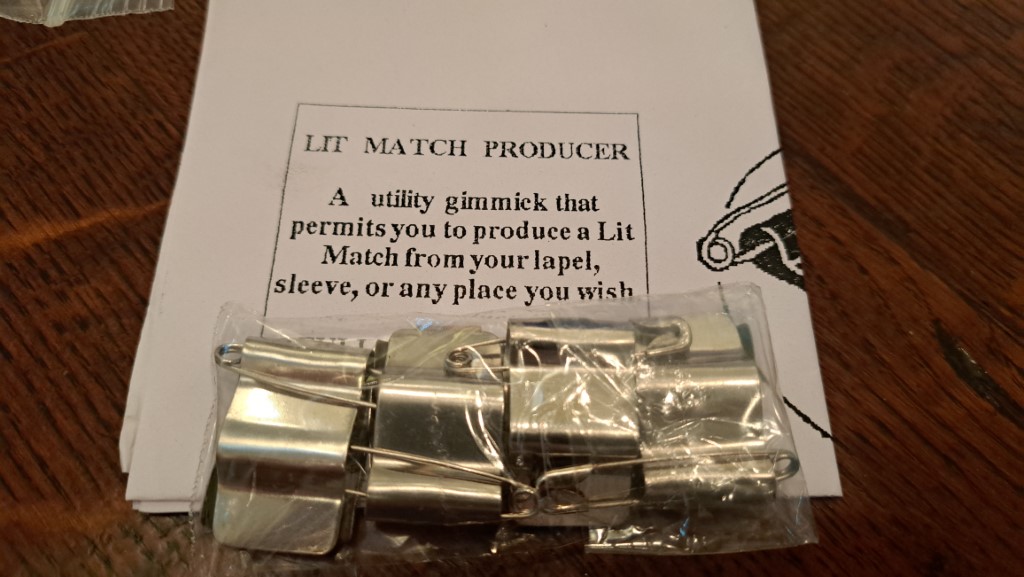 LIT MATCH PRODUCER
A utility gimmick that
permits you to produce a Lit
Match from your lapel,
sleeve, or any place you wish